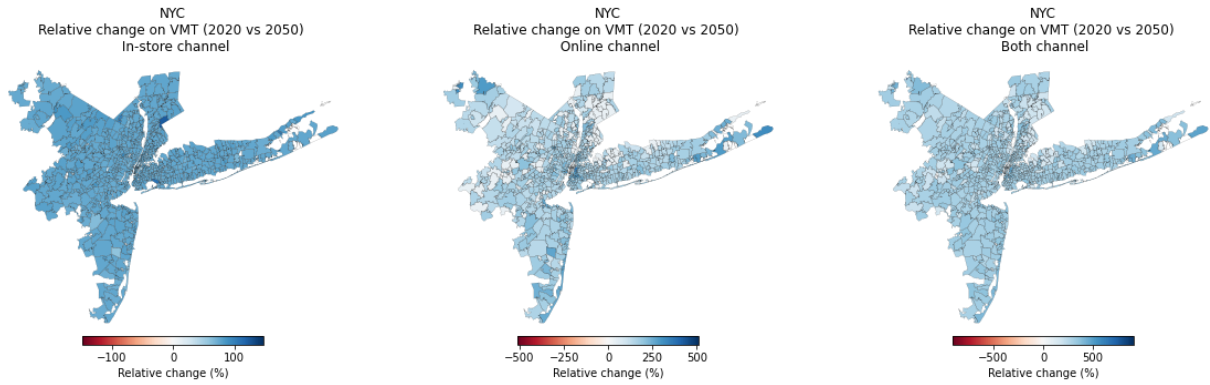 NYC
Relative change on VMT (2020 vs 2050)
In-store channel
−100 0 100
Relative change (%)
NYC
Relative change on VMT (2020 vs 2050)
Online channel
−500 −250 0 250 500
Relative change (%)
NYC
Relative change on VMT (2020 vs 2050)
Both channel
−500 0 500
Relative change (%)